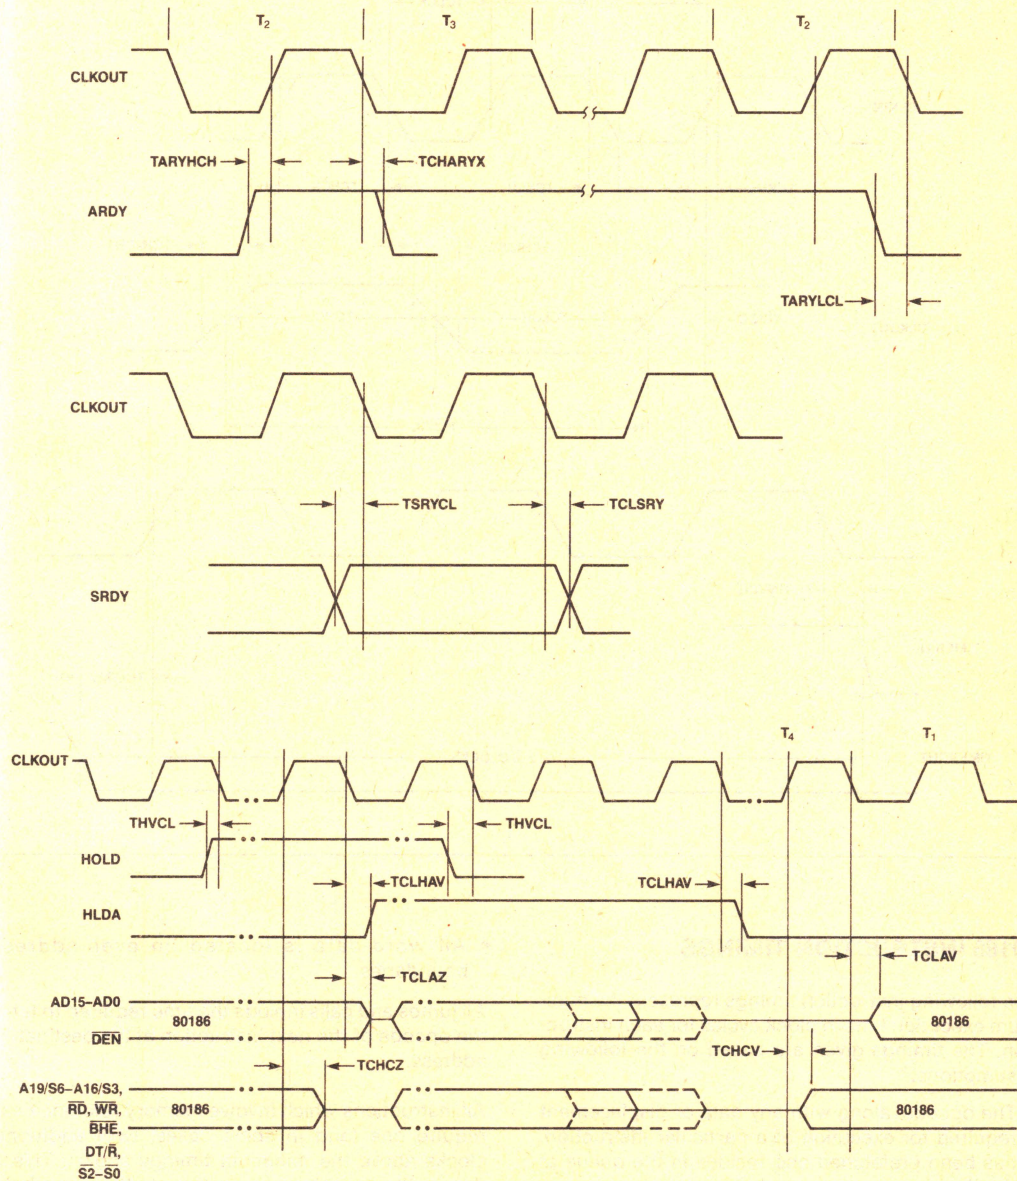 T2 T3 T2
CLKOUT
TARYHCH TCHARYX
ARDY
TARYLCL
CLKOUT
TSRYCL TCLSRY
SRDY
T4 T1
CLKOUT
THVCL THVCL
HOLD
TCLHAV TCLHAV
HLDA
TCLAV
TCLAZ
AD15–AD0
80186 80186
DEN
TCHCV
TCHCZ
A19/S6–A16/S3,
RD, WR, 80186 80186
BHE,
DT/R,
S2–S0